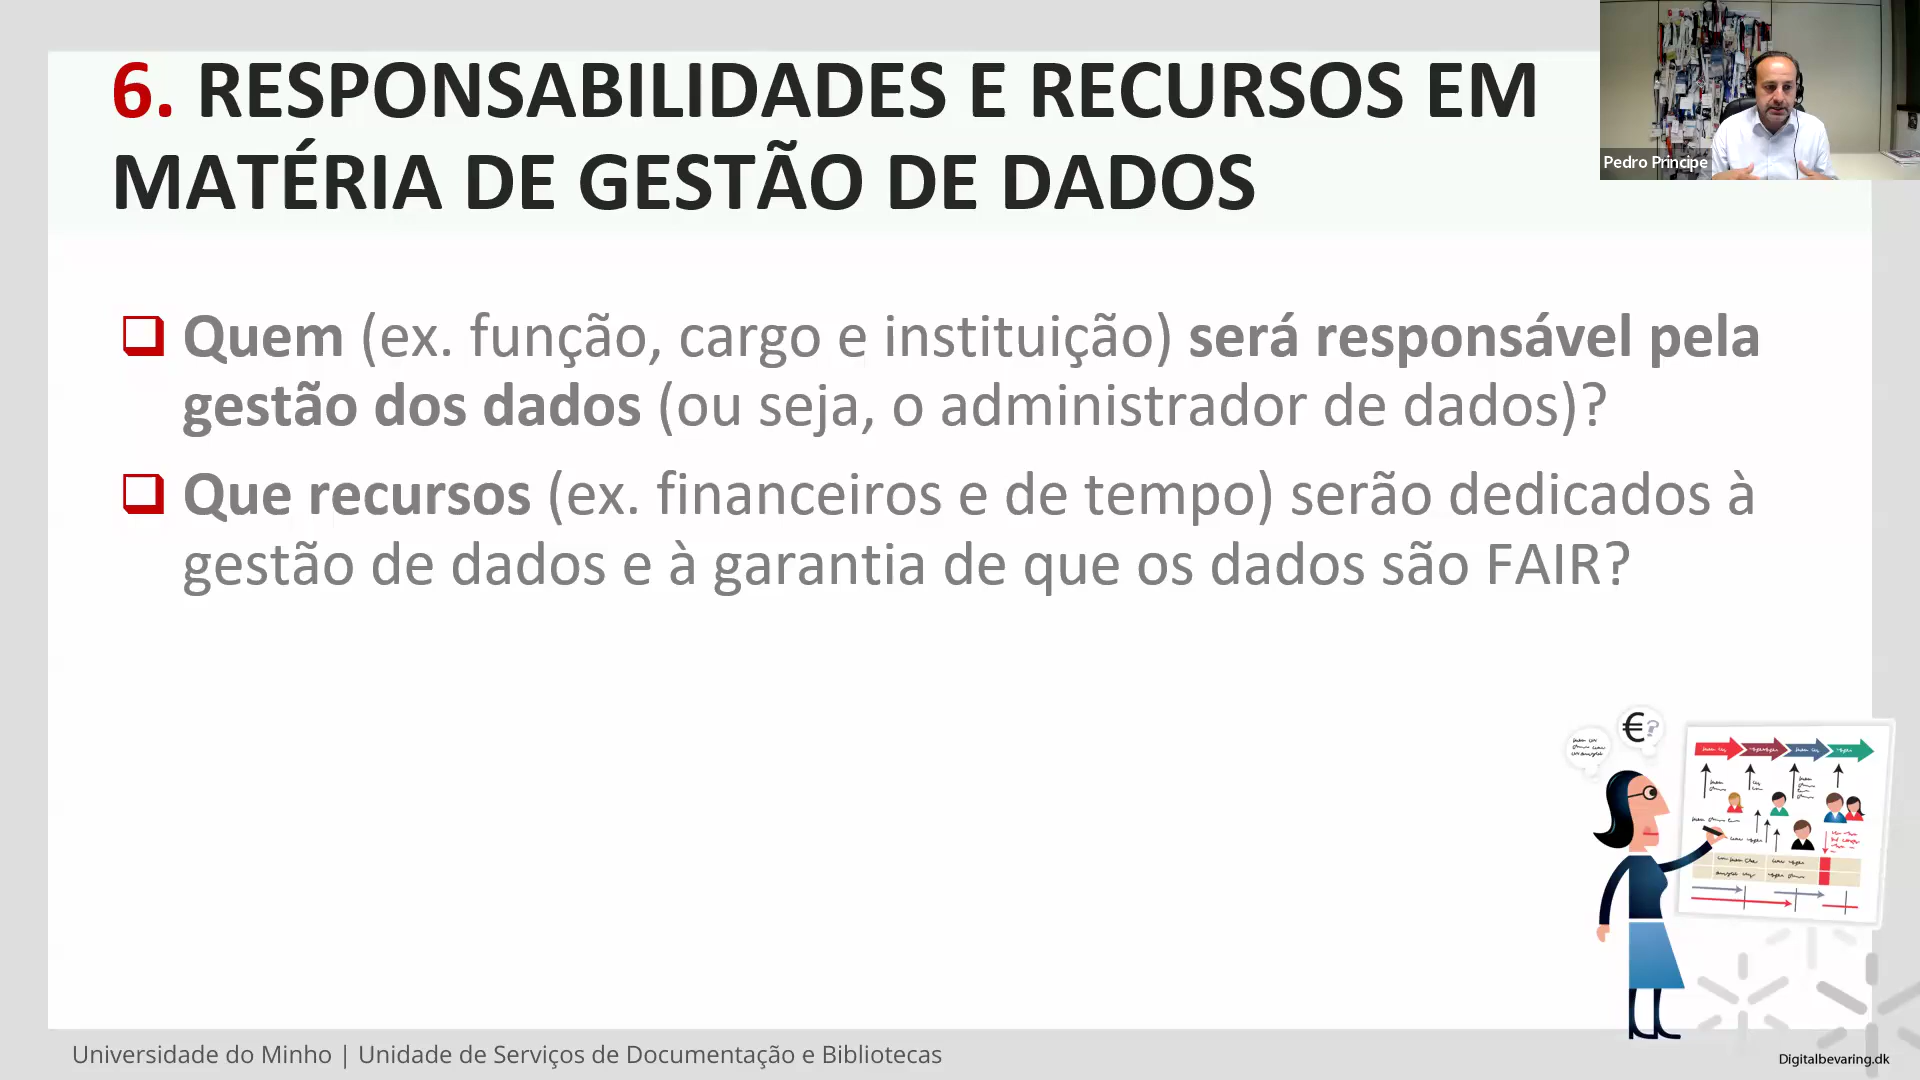 6. RESPONSABILIDADES E RECURSOS EM
MATÉRIA DE GESTÃO DE DADOS
Pedro Principe
Quem (ex. função, cargo e instituição) será responsável pela
gestão dos dados (ou seja, o administrador de dados)?
Que recursos (ex. financeiros e de tempo) serão dedicados à
gestão de dados e à garantia de que os dados são FAIR?
€?
Universidade do Minho | Unidade de Serviços de Documentação e Bibliotecas
Digitalbevaring.dk